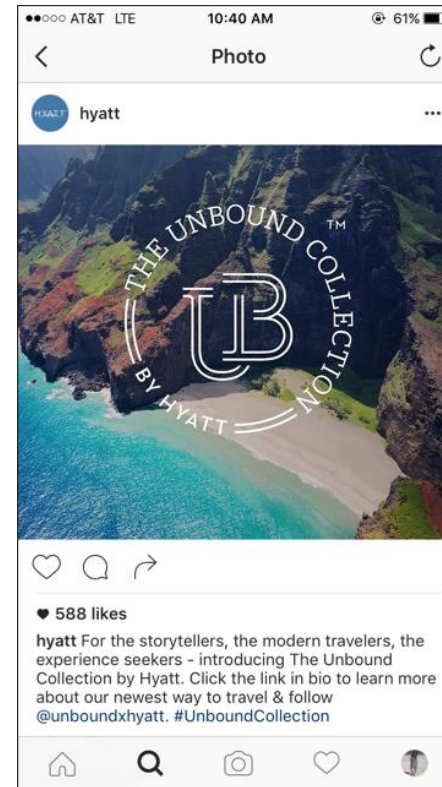 AT&T LTE 10:40 AM 61%
Photo
HYATT hyatt
THE UNBOUND COLLECTION TM
UB
BY HYATT
588 likes
hyatt For the storytellers, the modern travelers, the
experience seekers - introducing The Unbound
Collection by Hyatt. Click the link in bio to learn more
about our newest way to travel & follow
@unboundxhyatt. #UnboundCollection